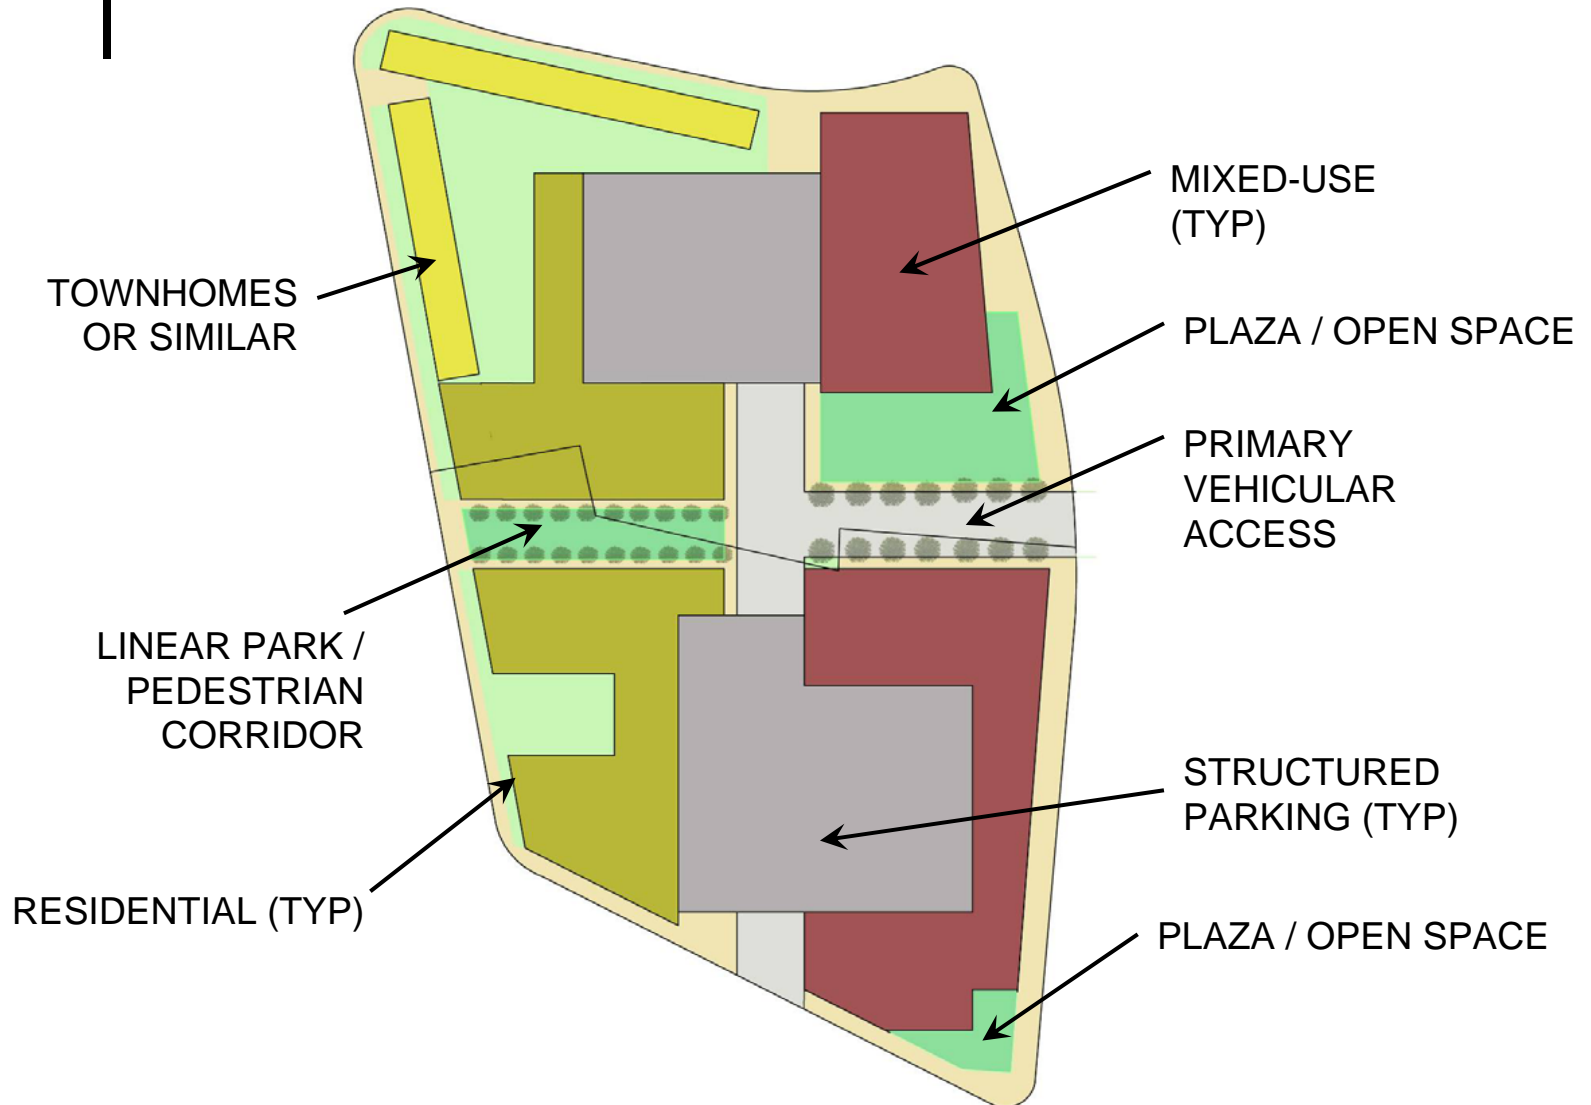 MIXED-USE
(TYP)
TOWNHOMES
OR SIMILAR
PLAZA / OPEN SPACE
PRIMARY
VEHICULAR
ACCESS
LINEAR PARK /
PEDESTRIAN
CORRIDOR
STRUCTURED
PARKING (TYP)
RESIDENTIAL (TYP)
PLAZA / OPEN SPACE